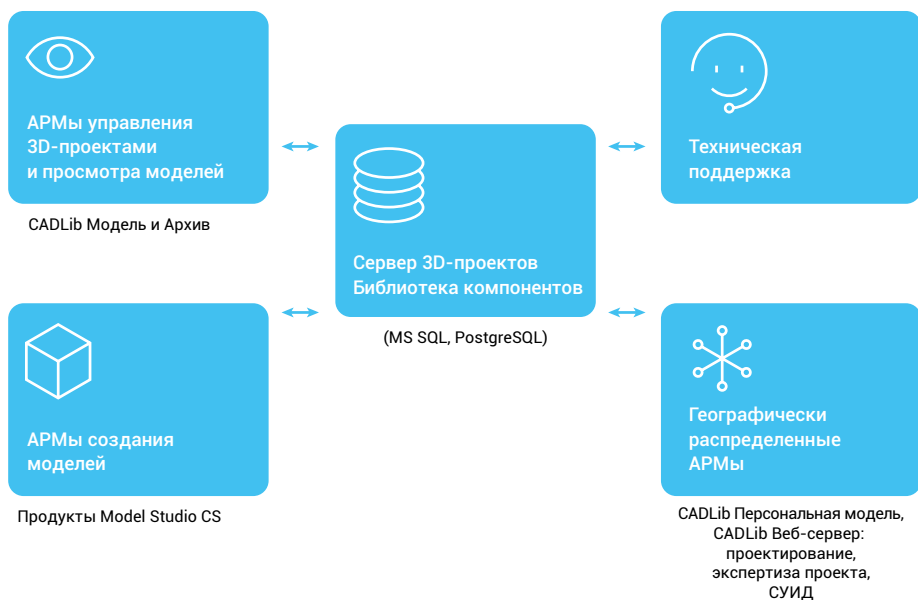 АРМы управления
3D-проектами
и просмотра моделей
CADLib Модель и Архив
Техническая
поддержка
Сервер 3D-проектов
Библиотека компонентов
(MS SQL, PostgreSQL)
АРМы создания
моделей
Продукты Model Studio CS
Географически
распределенные
АРМы
CADLib Персональная модель,
CADLib Веб-сервер:
проектирование,
экспертиза проекта,
СУИД